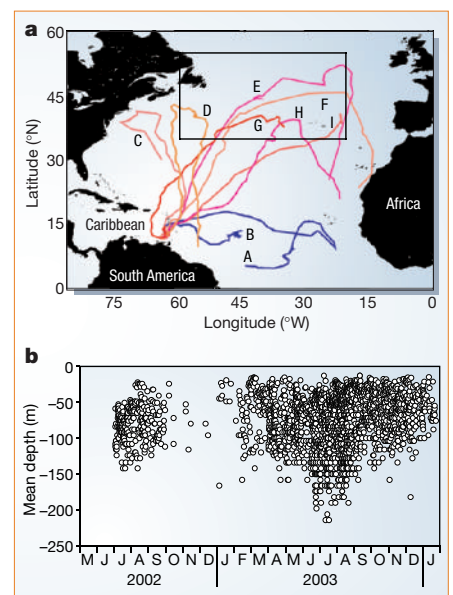 a
60
45
30
15
0
Latitude (°N)
E
D
F
H
G
I
C
Africa
Caribbean
B
A
South America
75 60 45 30 15 0
Longitude (°W)
b
0
−50
−100
−150
−200
−250
Mean depth (m)
M J J A S O N D J F M A M J J A S O N D J
2002 2003